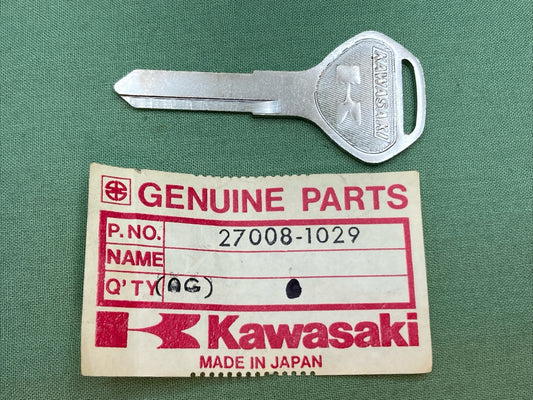 KAWASAKI
GENUINE PARTS
P.NO. 27008-1029
NAME
Q'TY (AG)
Kawasaki
MADE IN JAPAN